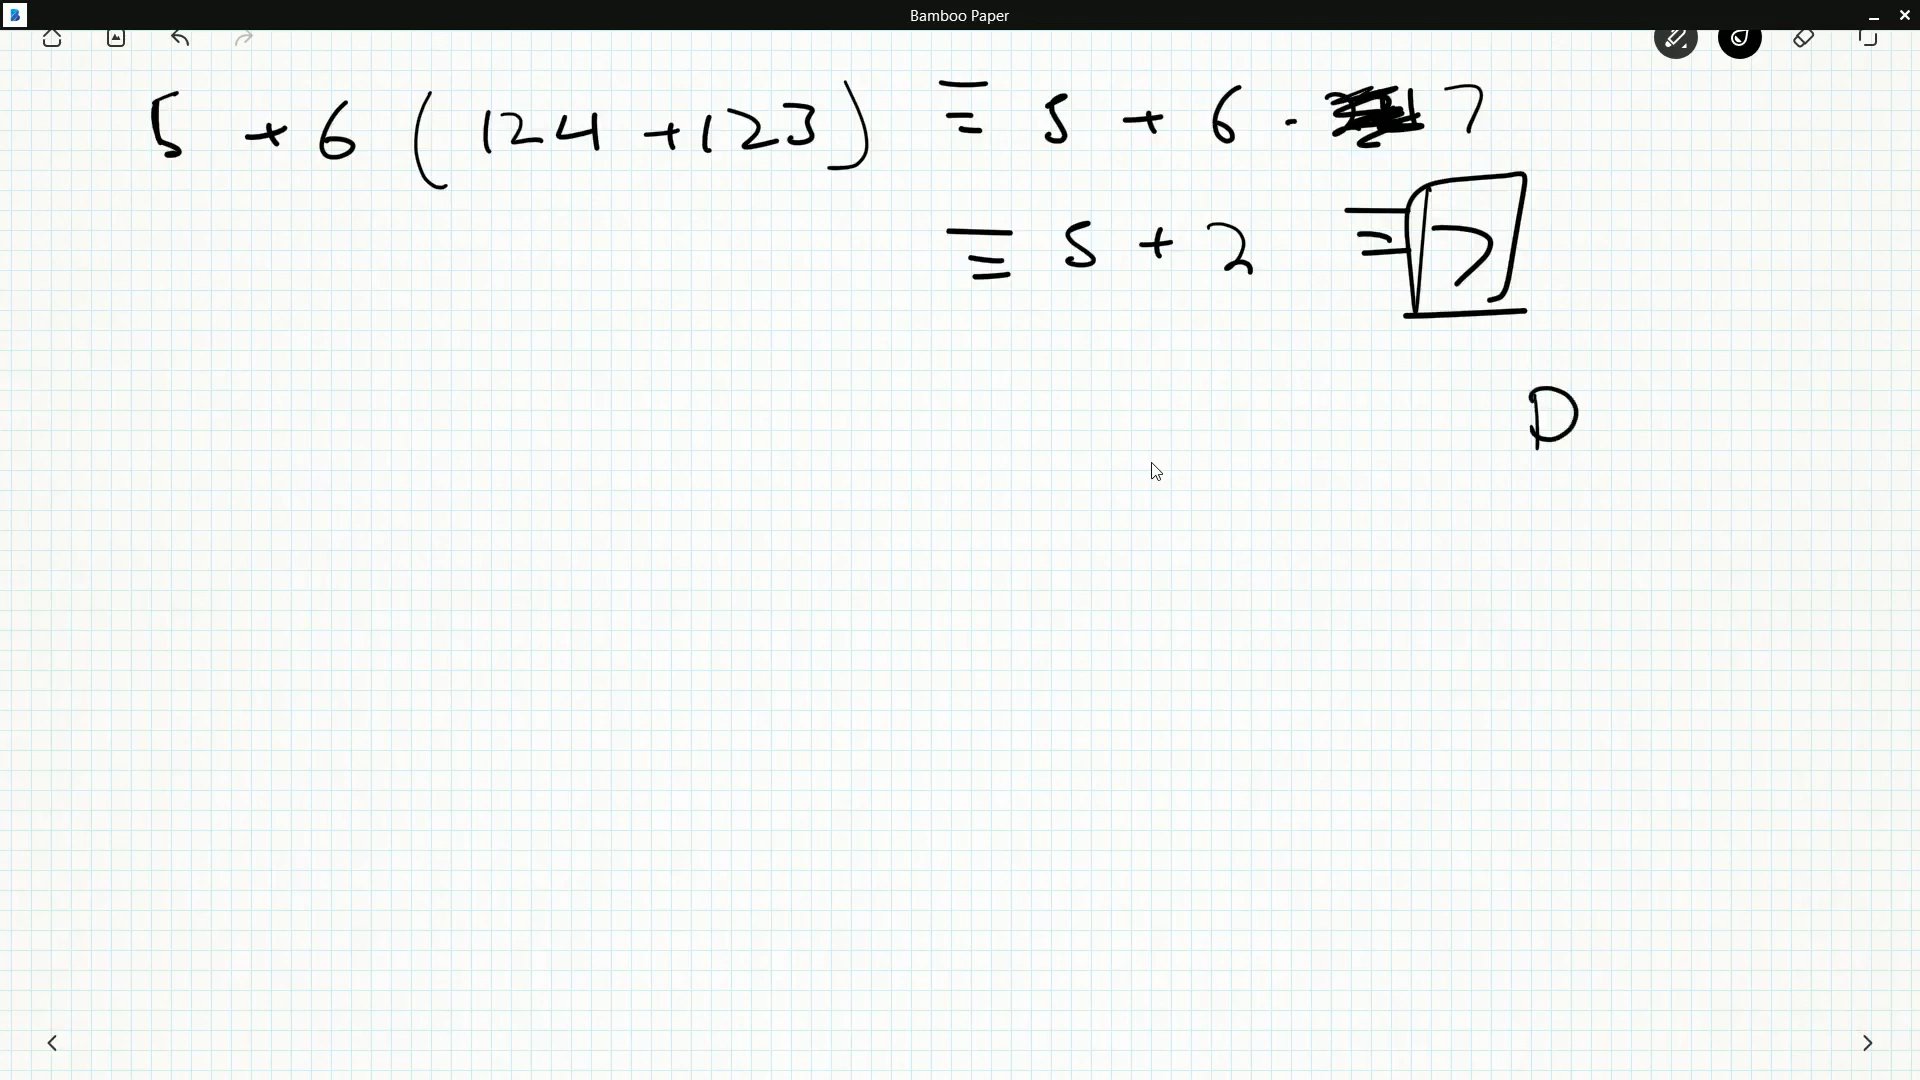 Bamboo Paper
5 + 6 ( 124 + 123 ) ≡ 5 + 6 · 7
≡ 5 + 2 ≡ 7
D